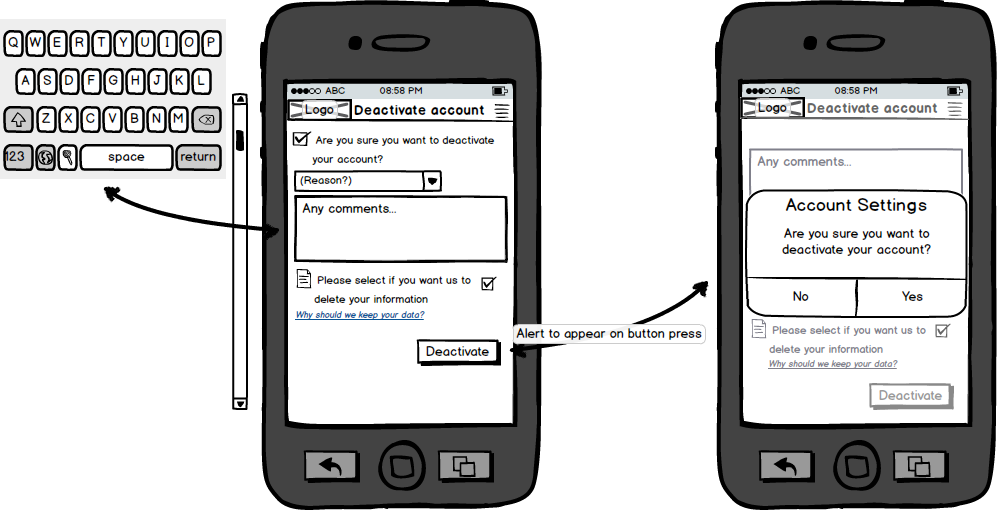 Q W E R T Y U I O P
A S D F G H J K L
Z X C V B N M
123 space return
ABC 08:58 PM
Logo Deactivate account
Are you sure you want to deactivate
your account?
(Reason?)
Any comments...
Please select if you want us to
delete your information
Why should we keep your data?
Deactivate
Alert to appear on button press
ABC 08:58 PM
Logo Deactivate account
Any comments...
Account Settings
Are you sure you want to
deactivate your account?
No Yes
Please select if you want us to
delete your information
Why should we keep your data?
Deactivate